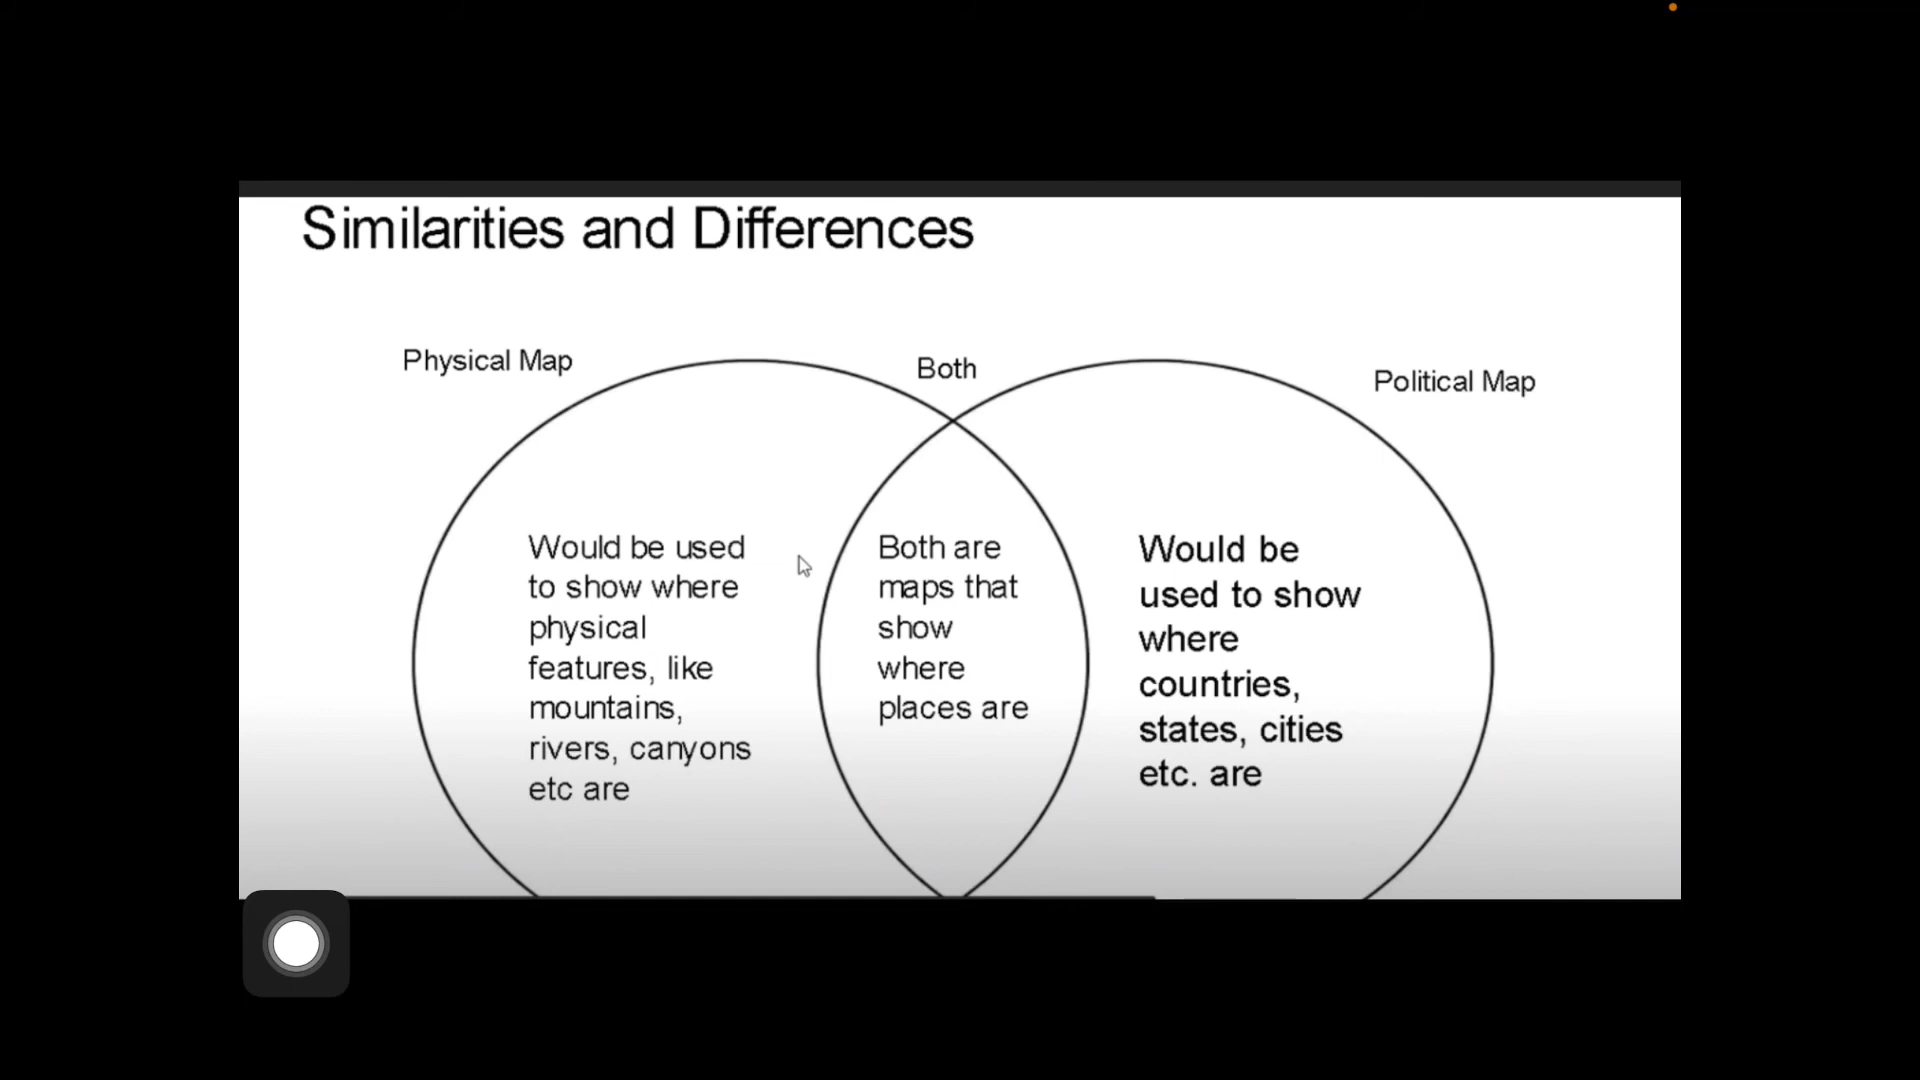 Similarities and Differences
Physical Map
Both
Political Map
Would be used
to show where
physical
features, like
mountains,
rivers, canyons
etc are
Both are
maps that
show
where
places are
Would be
used to show
where
countries,
states, cities
etc. are